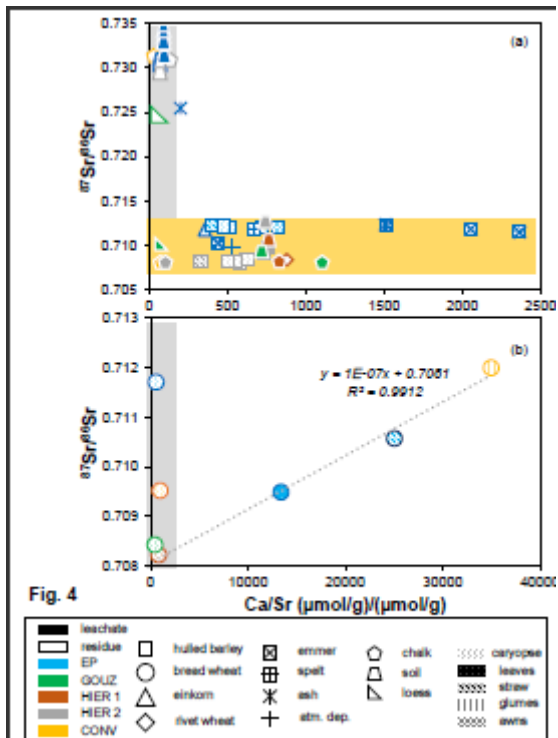 0.735
(a)
0.730
0.725
0.720
0.715
0.710
0.705
⁸⁷Sr/⁸⁶Sr
0 500 1000 1500 2000 2500
0.713
(b)
0.712
y = 1E-07x + 0.7081
R² = 0.9912
0.711
0.710
0.709
0.708
⁸⁷Sr/⁸⁶Sr
0 10000 20000 30000 40000
Fig. 4
Ca/Sr (µmol/g)/(µmol/g)
leachate
residue
EP
GOUZ
HIER 1
HIER 2
CONV
hulled barley
bread wheat
einkorn
rivet wheat
emmer
spelt
ash
atm. dep.
chalk
soil
loess
caryopse
leaves
straw
glumes
awns